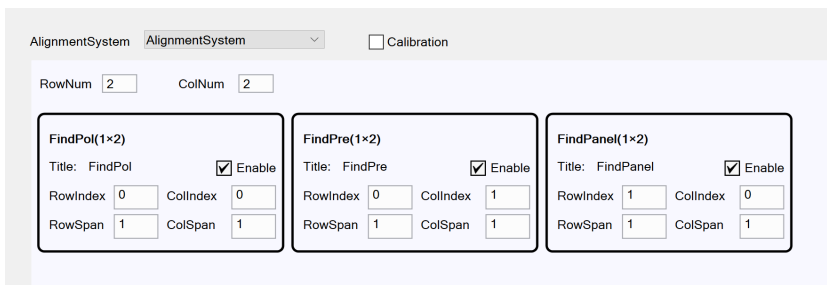 AlignmentSystem AlignmentSystem Calibration
RowNum 2 ColNum 2
FindPol(1×2) FindPre(1×2) FindPanel(1×2)
Title: FindPol Enable Title: FindPre Enable Title: FindPanel Enable
RowIndex 0 ColIndex 0 RowIndex 0 ColIndex 1 RowIndex 1 ColIndex 0
RowSpan 1 ColSpan 1 RowSpan 1 ColSpan 1 RowSpan 1 ColSpan 1